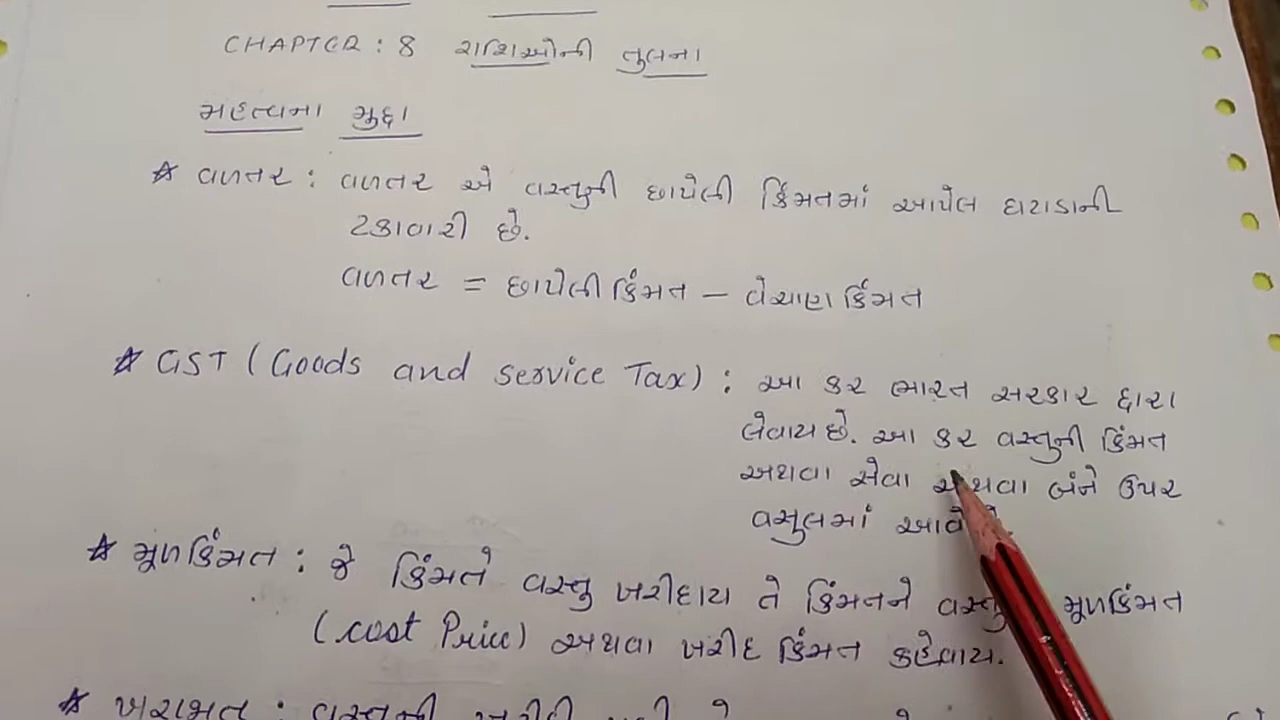 CHAPTER : 8 રાશિઓની તુલના
મહત્વના મુદ્દા
☆ વળતર : વળતર એ વસ્તુની છાપેલી કિંમતમાં આપેલ ઘટાડાની
ટકાવારી છે.
વળતર = છાપેલી કિંમત – વેચાણ કિંમત
☆ GST ( Goods and service Tax ) : આ કર ભારત સરકાર દ્વારા
લેવાય છે. આ કર વસ્તુની કિંમત
અથવા સેવા અથવા બંને ઉપર
વસુલમાં
☆ મૂળકિંમત : જે કિંમતે વસ્તુ ખરીદાય તે કિંમતને મૂળકિંમત
(cost Price) અથવા ખરીદ કિંમત કહેવાય.
☆ ખરાજાત :